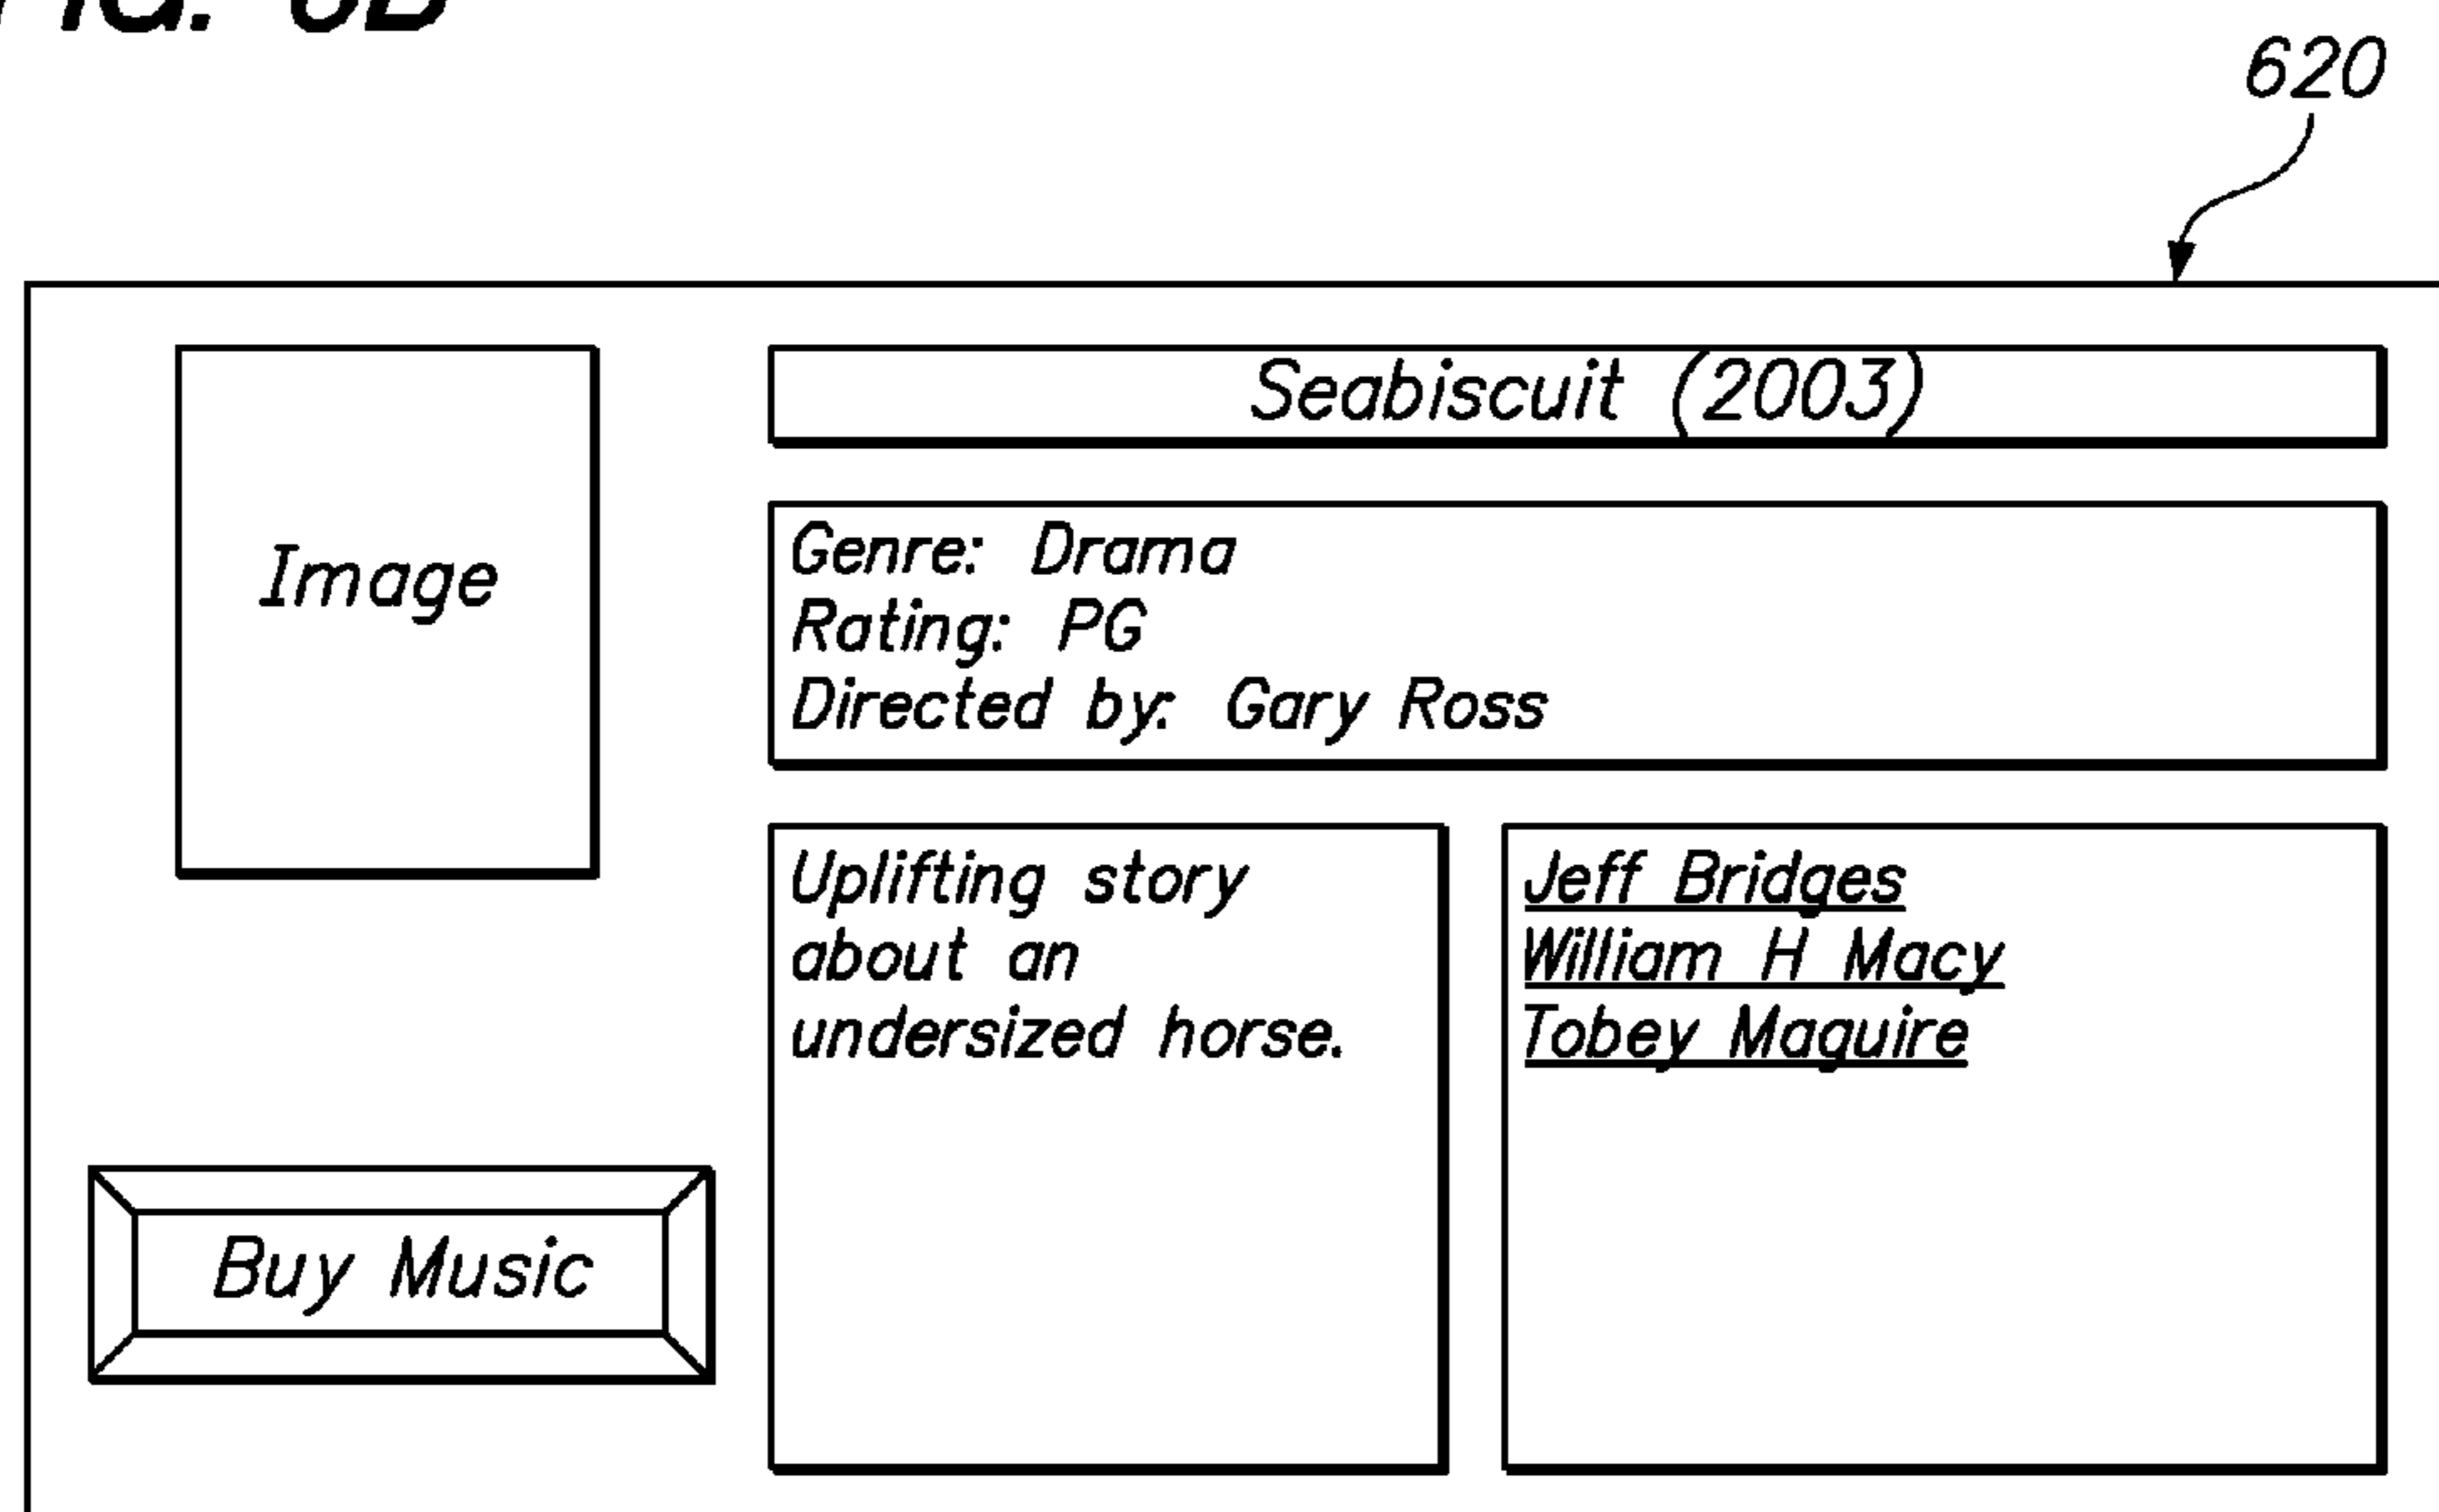 620
Image
Seabiscuit (2003)
Genre: Drama
Rating: PG
Directed by: Gary Ross
Uplifting story
about an
undersized horse.
Jeff Bridges
William H Macy
Tobey Maguire
Buy Music